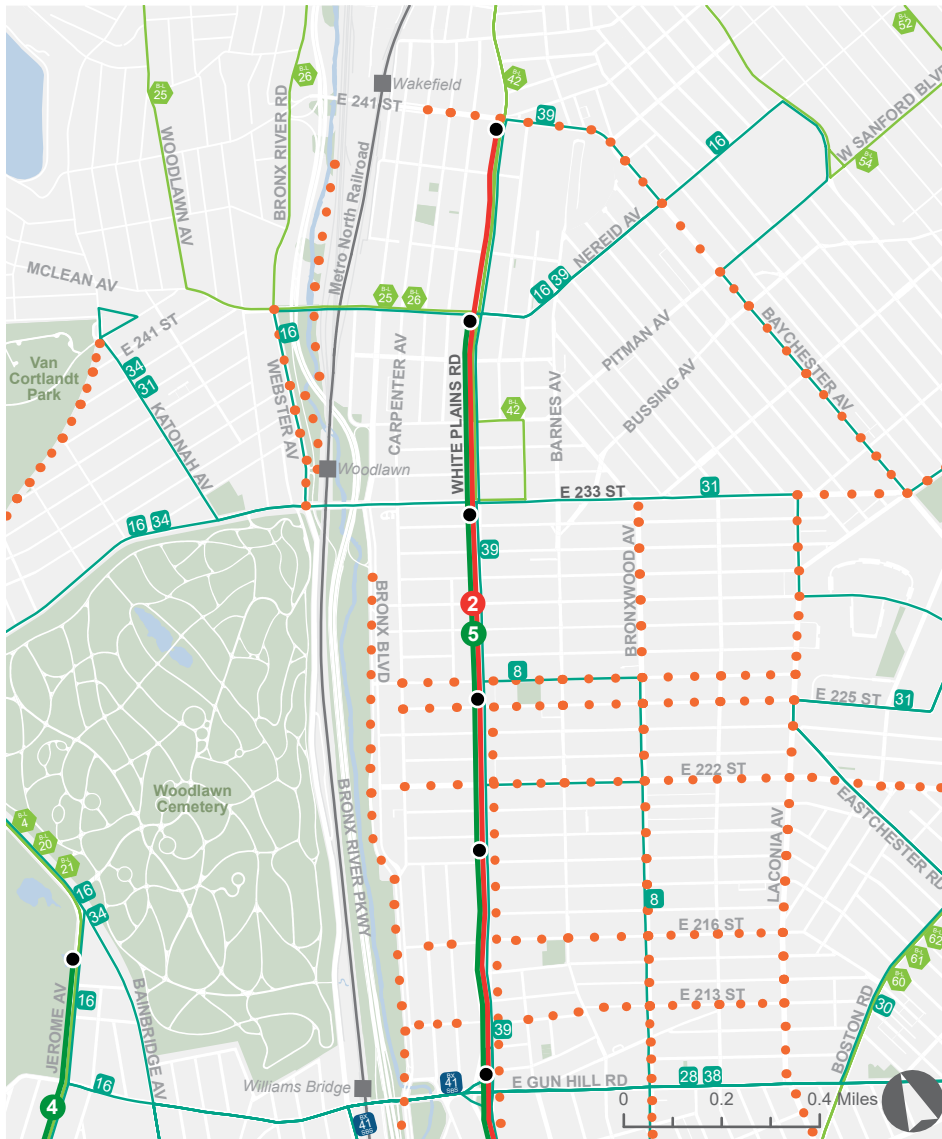 B-L
52
B-L
42
B-L
26
B-L
25
Wakefield
E 241 ST
39
16
W SANFORD BLVD
B-L
54
WOODLAWN AV
BRONX RIVER RD
Metro North Railroad
NEREID AV
MCLEAN AV
B-L
25
B-L
26
16
39
E 241 ST
16
34
31
Van
Cortlandt
Park
WEBSTER AV
CARPENTER AV
WHITE PLAINS RD
PITMAN AV
BAYCHESTER AV
BUSSING AV
BARNES AV
KATONAH AV
B-L
42
Woodlawn
E 233 ST
31
16
34
39
BRONXWOOD AV
2
5
BRONX BLVD
8
E 225 ST
31
E 222 ST
Woodlawn
Cemetery
BRONX RIVER PKWY
EASTCHESTER RD
LACONIA AV
B-L
4
B-L
20
B-L
21
16
34
8
E 216 ST
B-L
62
B-L
61
B-L
60
30
JEROME AV
16
BAINBRIDGE AV
E 213 ST
BOSTON RD
39
16
Williams Bridge
BX
41
SBS
E GUN HILL RD
28
38
4
BX
41
SBS
0
0.2
0.4 Miles